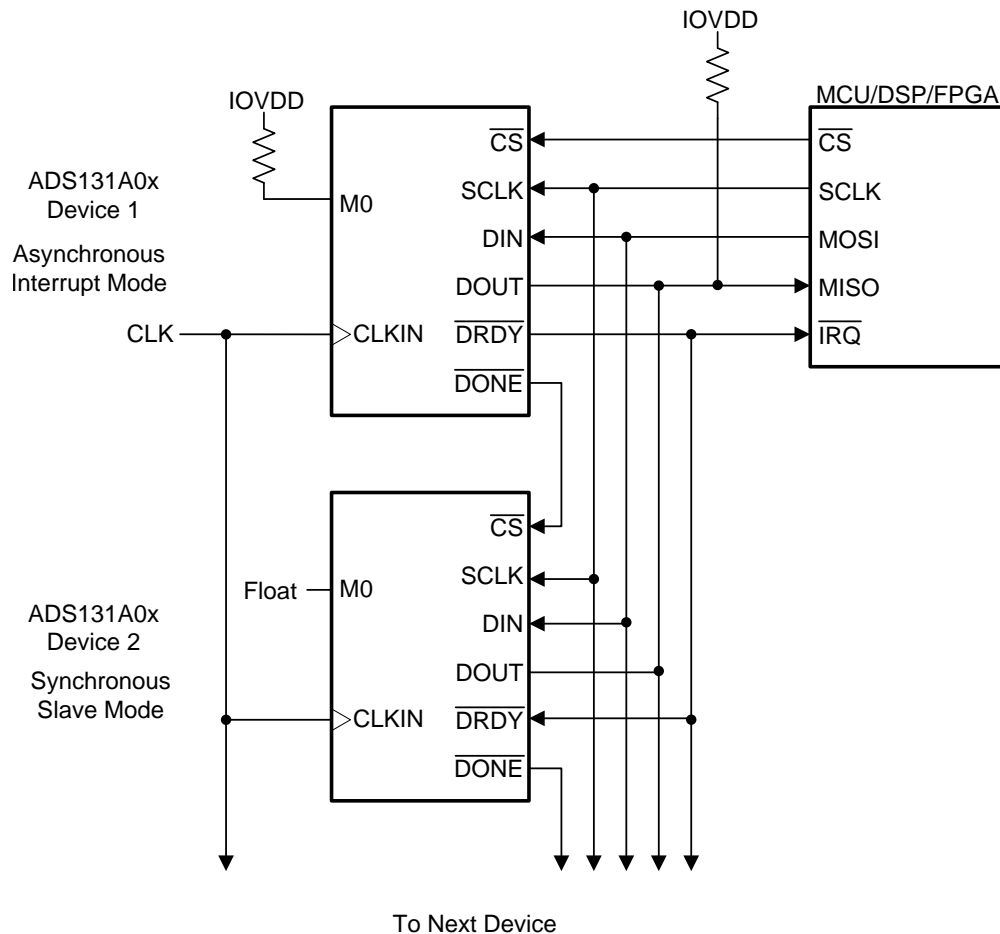 IOVDD
IOVDD
MCU/DSP/FPGA
ADS131A0x
Device 1
Asynchronous
Interrupt Mode
CLK
M0
CLKIN
CS
SCLK
DIN
DOUT
DRDY
DONE
CS
SCLK
MOSI
MISO
IRQ
ADS131A0x
Device 2
Synchronous
Slave Mode
Float
M0
CLKIN
CS
SCLK
DIN
DOUT
DRDY
DONE
To Next Device